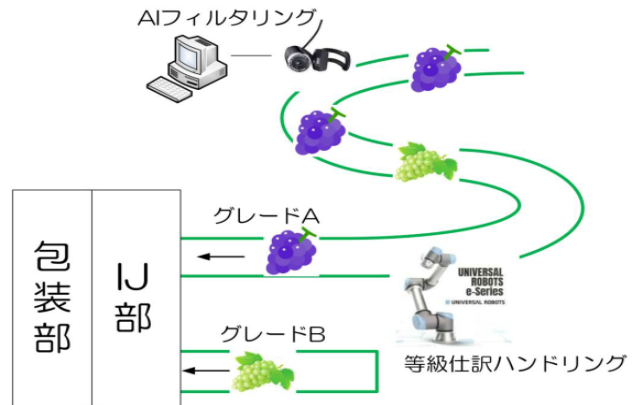 AIフィルタリング
グレードA
包装部
IJ部
UNIVERSAL
ROBOTS
e-Series
UNIVERSAL ROBOTS
グレードB
等級仕訳ハンドリング